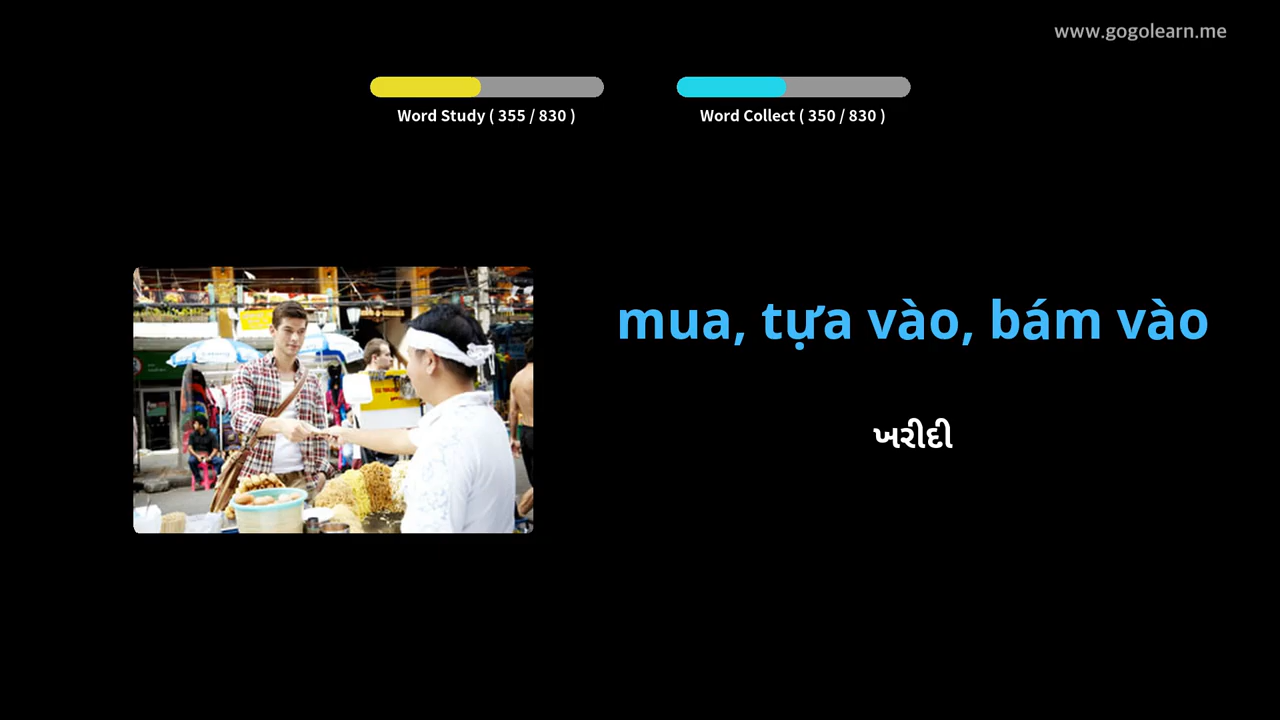 www.gogolearn.me
Word Study ( 355 / 830 )
Word Collect ( 350 / 830 )
mua, tựa vào, bám vào
ખરીદી